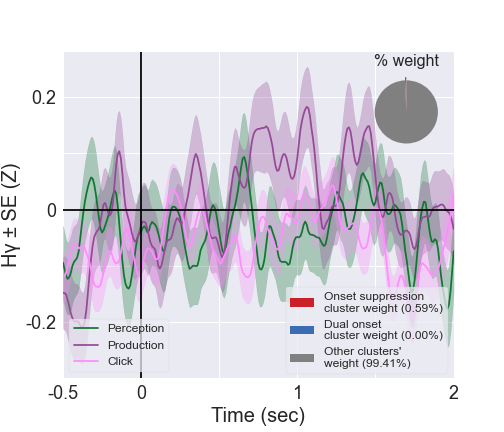 % weight
0.2
0
-0.2
Hγ ± SE (Z)
Perception
Production
Click
Onset suppression
cluster weight (0.59%)
Dual onset
cluster weight (0.00%)
Other clusters'
weight (99.41%)
-0.5
0
1
2
Time (sec)